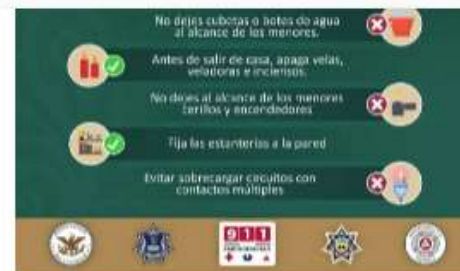 No dejes cubetas o botes de agua
al alcance de los menores.
Antes de salir de casa, apaga velas,
veladoras e inciensos.
No dejes al alcance de los menores
cerillos y encendedores
Fija las estanterías a la pared
Evitar sobrecargar circuitos con
contactos múltiples
911